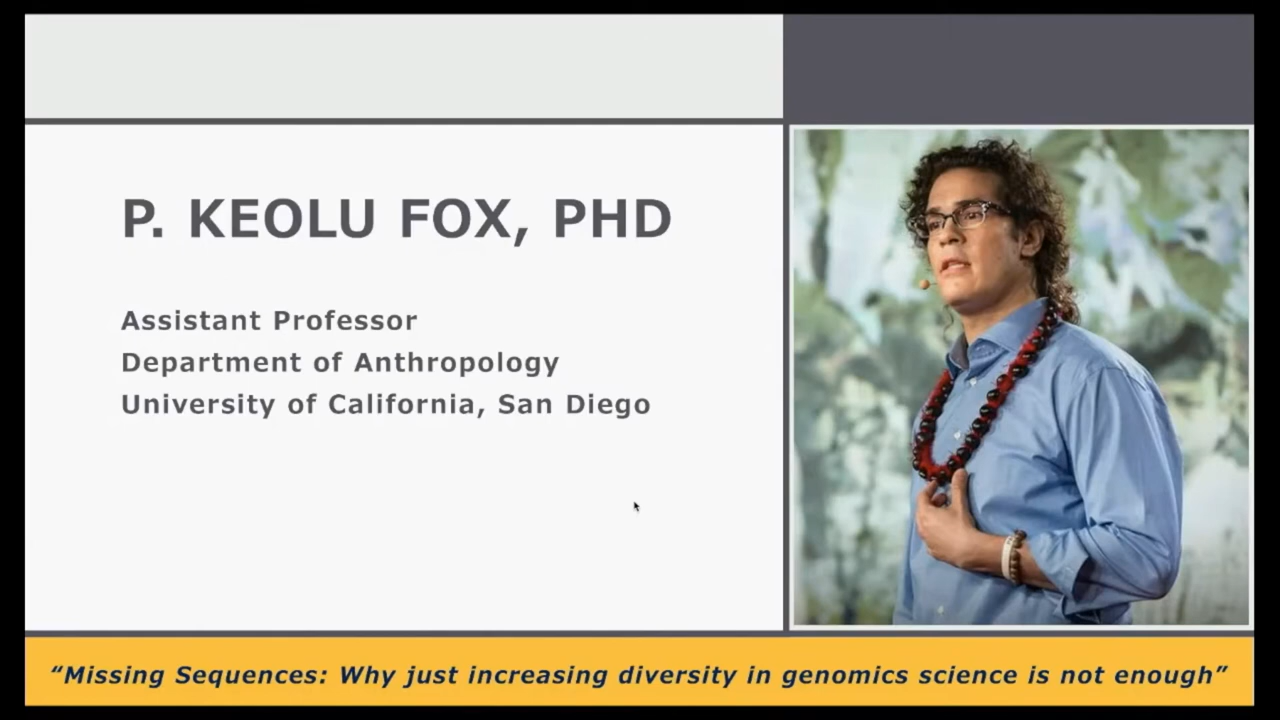 P. KEOLU FOX, PHD
Assistant Professor
Department of Anthropology
University of California, San Diego
“Missing Sequences: Why just increasing diversity in genomics science is not enough”